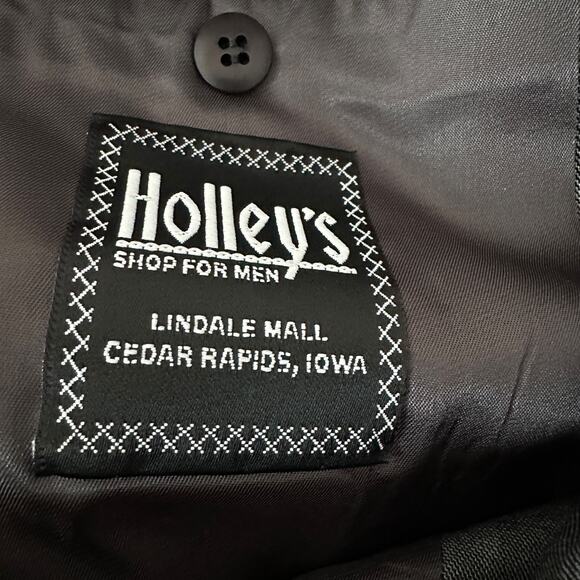 Holley's
SHOP FOR MEN
LINDALE MALL
CEDAR RAPIDS, IOWA